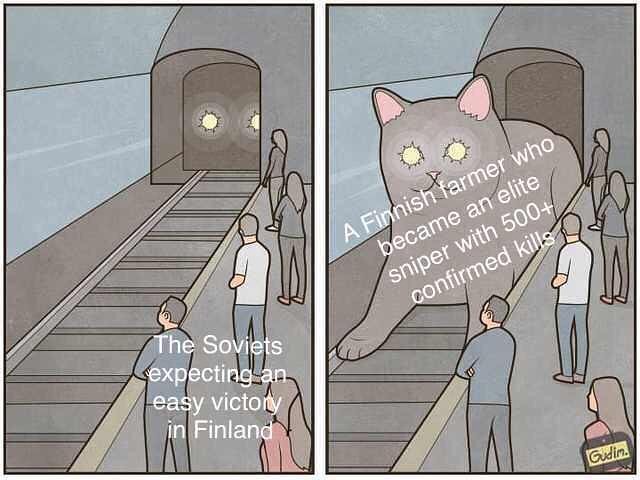 The Soviets
expecting an
easy victory
in Finland
A Finnish farmer who
became an elite
sniper with 500+
confirmed kills
Gudim.